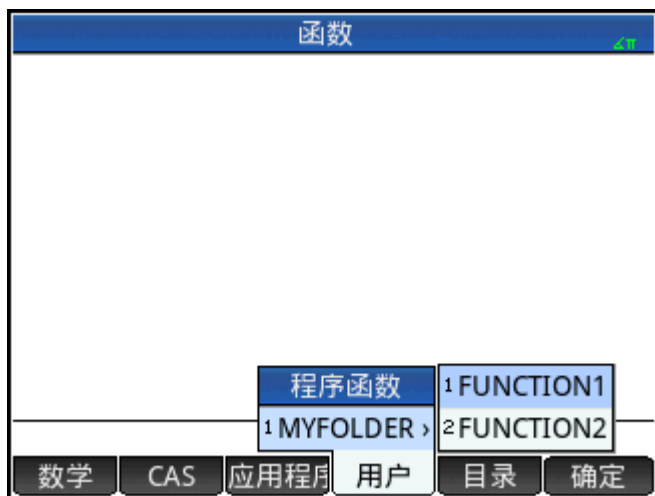 函数
∡π
程序函数
1 MYFOLDER ›
1 FUNCTION1
2 FUNCTION2
数学 CAS 应用程序 用户 目录 确定